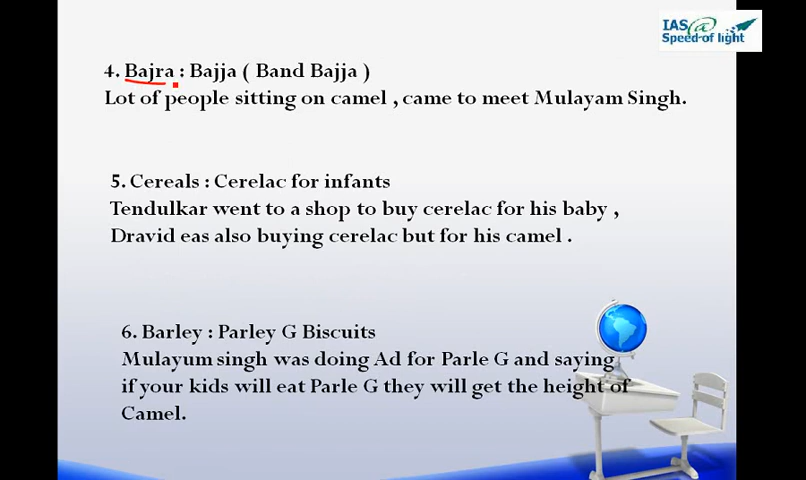 IAS@
Speed of light
4. Bajra : Bajja ( Band Bajja )
Lot of people sitting on camel , came to meet Mulayam Singh.
5. Cereals : Cerelac for infants
Tendulkar went to a shop to buy cerelac for his baby ,
Dravid eas also buying cerelac but for his camel .
6. Barley : Parley G Biscuits
Mulayum singh was doing Ad for Parle G and saying
if your kids will eat Parle G they will get the height of
Camel.